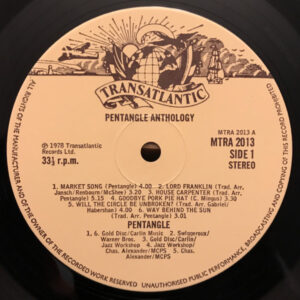 TRANSATLANTIC
PENTANGLE ANTHOLOGY
MTRA 2013 A
℗ 1978 Transatlantic
Records Ltd.
33⅓ r.p.m.
MTRA 2013
SIDE 1
STEREO
1. MARKET SONG (Pentangle) 4.00 2. LORD FRANKLIN (Trad. Arr.
Jansch/Renbourn/McShee) 3. HOUSE CARPENTER (Trad. Arr.
Pentangle) 5.15 4. GOODBYE PORK PIE HAT (C. Mingus) 3.30
5. WILL THE CIRCLE BE UNBROKEN? (Trad. Arr. Gabriel/
Habershan) 4.00 6. WAY BEHIND THE SUN
(Trad. Arr. Pentangle) 3.01
PENTANGLE
1, 6. Gold Disc/Carlin Music 2. Swiggeroux/
Warner Bros. 3. Gold Disc/Carlin/
Jazz Workshop 4. Jazz Workshop/
Chas. Alexander/MCPS 5. Chas.
Alexander/MCPS
ALL RIGHTS OF THE MANUFACTURER AND OF THE OWNER OF THE RECORDED WORK RESERVED UNAUTHORISED PUBLIC PERFORMANCE, BROADCASTING AND COPYING OF THIS RECORD PROHIBITED